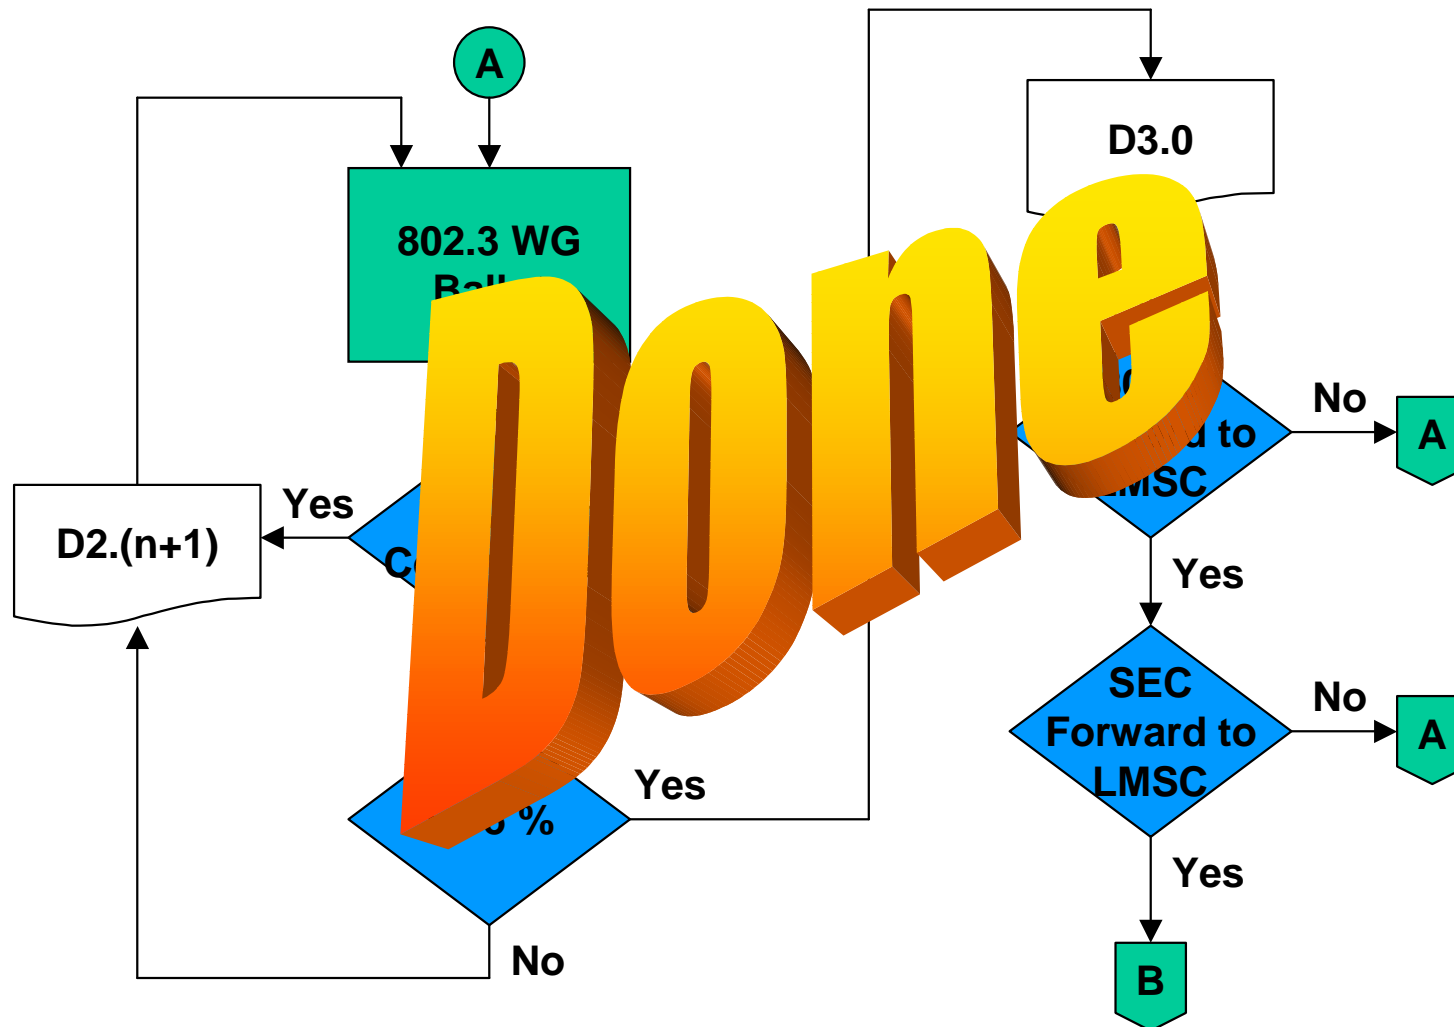 A
802.3 WG
D2.(n+1)
Yes
%
Yes
No
D3.0
to
LMSC
No
A
Yes
SEC
Forward to
LMSC
No
A
Yes
B
Done